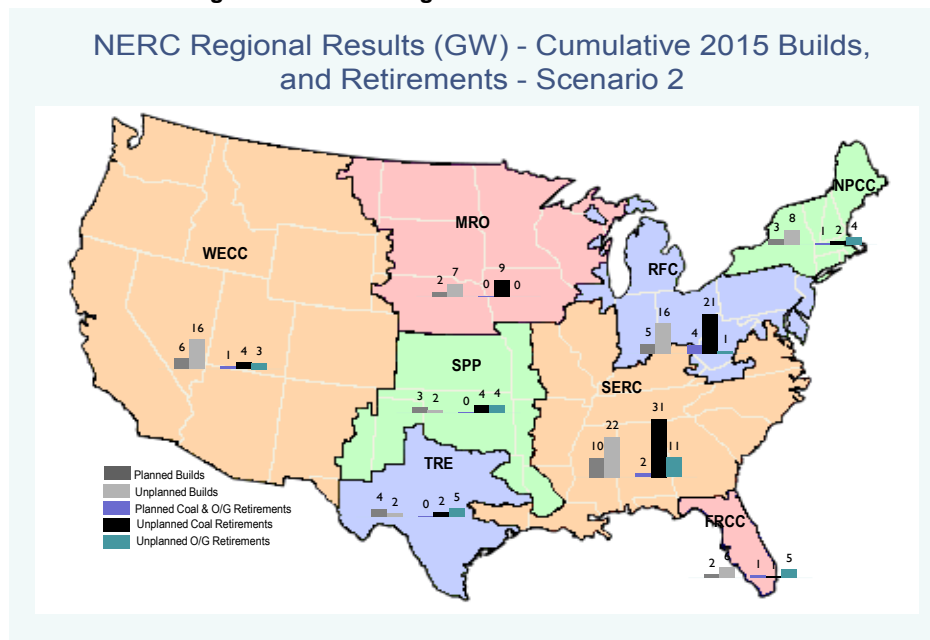 NERC Regional Results (GW) - Cumulative 2015 Builds,
and Retirements - Scenario 2
NPCC
3 8 1 2 4
MRO
2 7 0 9 0
WECC
6 16 1 4 3
RFC
5 16 4 21 1
SPP
3 2 0 4 4
SERC
10 22 2 31 11
TRE
4 2 0 2 5
FRCC
2 6 1 1 5
Planned Builds
Unplanned Builds
Planned Coal & O/G Retirements
Unplanned Coal Retirements
Unplanned O/G Retirements